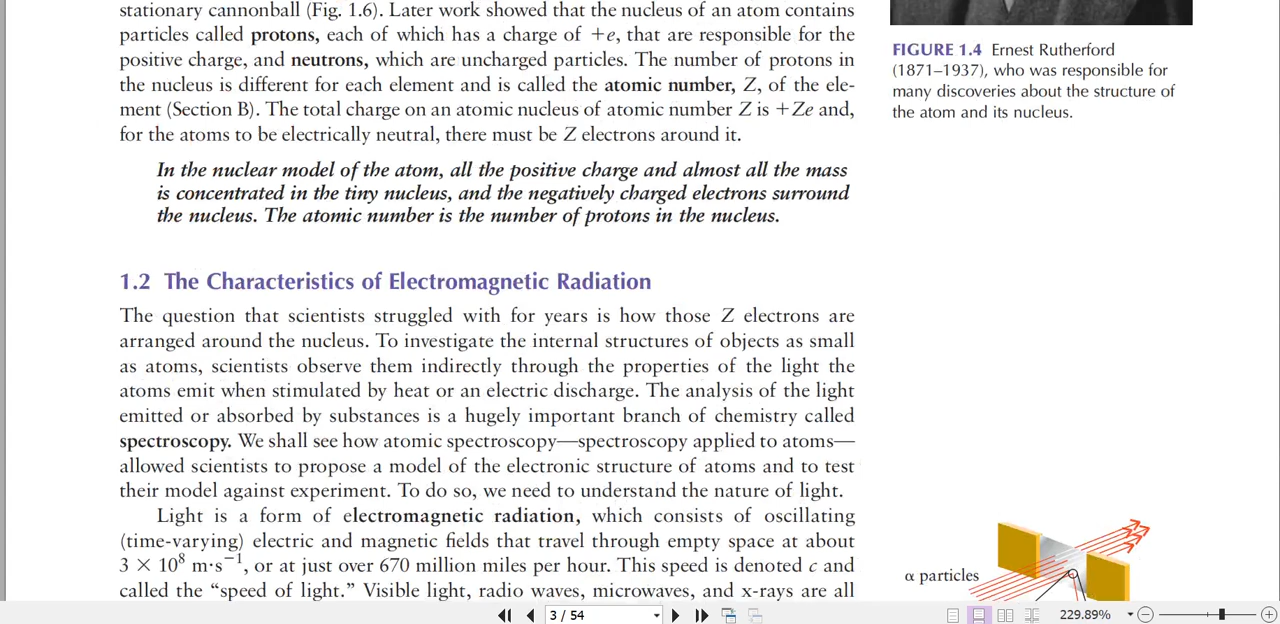 stationary cannonball (Fig. 1.6). Later work showed that the nucleus of an atom contains
particles called protons, each of which has a charge of +e, that are responsible for the
positive charge, and neutrons, which are uncharged particles. The number of protons in
the nucleus is different for each element and is called the atomic number, Z, of the ele-
ment (Section B). The total charge on an atomic nucleus of atomic number Z is +Ze and,
for the atoms to be electrically neutral, there must be Z electrons around it.
In the nuclear model of the atom, all the positive charge and almost all the mass
is concentrated in the tiny nucleus, and the negatively charged electrons surround
the nucleus. The atomic number is the number of protons in the nucleus.
1.2 The Characteristics of Electromagnetic Radiation
The question that scientists struggled with for years is how those Z electrons are
arranged around the nucleus. To investigate the internal structures of objects as small
as atoms, scientists observe them indirectly through the properties of the light the
atoms emit when stimulated by heat or an electric discharge. The analysis of the light
emitted or absorbed by substances is a hugely important branch of chemistry called
spectroscopy. We shall see how atomic spectroscopy—spectroscopy applied to atoms—
allowed scientists to propose a model of the electronic structure of atoms and to test
their model against experiment. To do so, we need to understand the nature of light.
Light is a form of electromagnetic radiation, which consists of oscillating
(time-varying) electric and magnetic fields that travel through empty space at about
3 × 10⁸ m·s⁻¹, or at just over 670 million miles per hour. This speed is denoted c and
called the “speed of light.” Visible light, radio waves, microwaves, and x-rays are all
FIGURE 1.4 Ernest Rutherford
(1871–1937), who was responsible for
many discoveries about the structure of
the atom and its nucleus.
α particles
3 / 54
229.89%